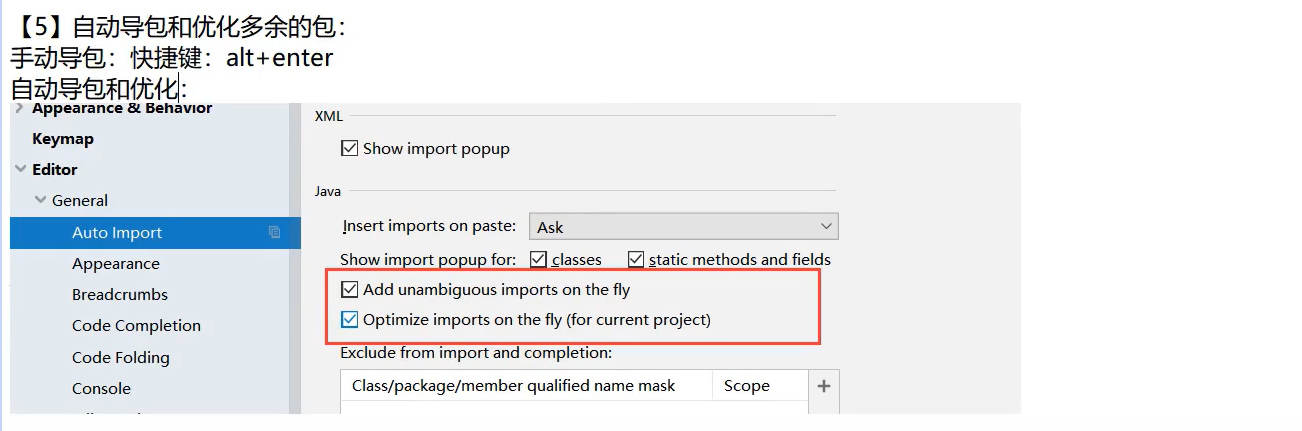 【5】自动导包和优化多余的包：
手动导包：快捷键：alt+enter
自动导包和优化：
Appearance & Behavior
Keymap
Editor
General
Auto Import
Appearance
Breadcrumbs
Code Completion
Code Folding
Console
XML
Show import popup
Java
Insert imports on paste: Ask
Show import popup for: classes static methods and fields
Add unambiguous imports on the fly
Optimize imports on the fly (for current project)
Exclude from import and completion:
Class/package/member qualified name mask Scope